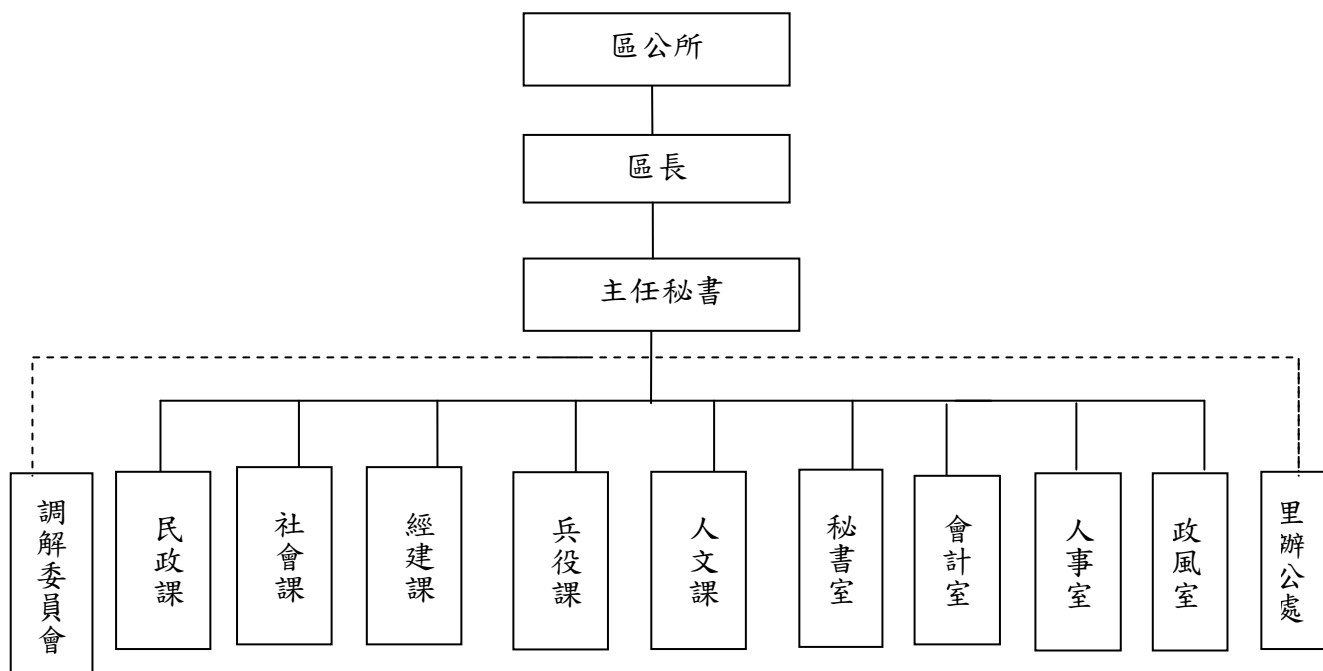 區公所
區長
主任秘書
調解委員會
民政課
社會課
經建課
兵役課
人文課
秘書室
會計室
人事室
政風室
里辦公處